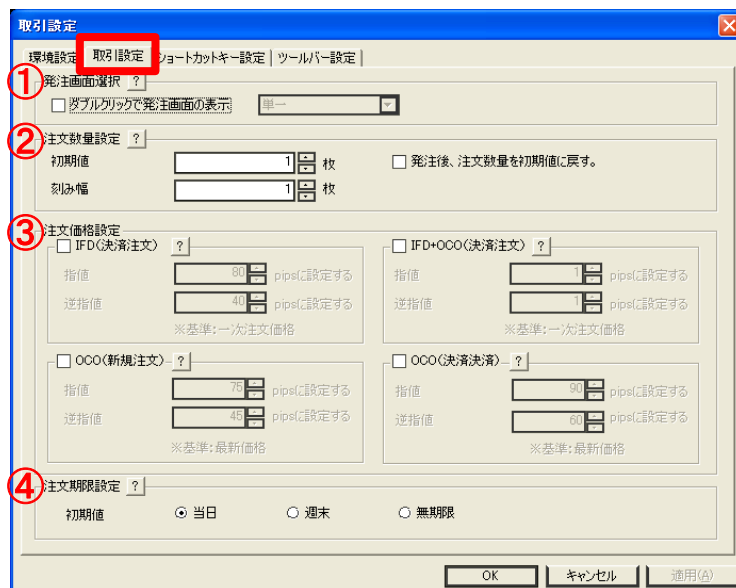 取引設定
環境設定 取引設定 ショートカットキー設定 ツールバー設定
① 発注画面選択 ?
ダブルクリックで発注画面の表示 単一
② 注文数量設定 ?
初期値 1 枚 発注後、注文数量を初期値に戻す。
刻み幅 1 枚
③ 注文価格設定
IFD(決済注文) ? IFD+OCO(決済注文) ?
指値 80 pipsに設定する 指値 1 pipsに設定する
逆指値 40 pipsに設定する 逆指値 1 pipsに設定する
※基準:一次注文価格 ※基準:一次注文価格
OCO(新規注文) ? OCO(決済決済) ?
指値 75 pipsに設定する 指値 90 pipsに設定する
逆指値 45 pipsに設定する 逆指値 60 pipsに設定する
※基準:最新価格 ※基準:最新価格
④ 注文期限設定 ?
初期値 当日 週末 無期限
OK キャンセル 適用(A)